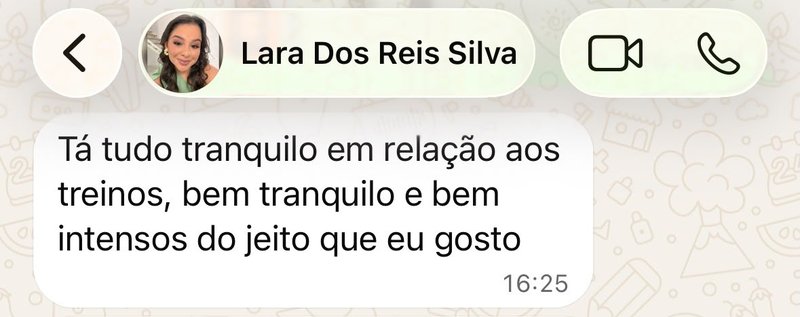 Lara Dos Reis Silva
Tá tudo tranquilo em relação aos
treinos, bem tranquilo e bem
intensos do jeito que eu gosto
16:25